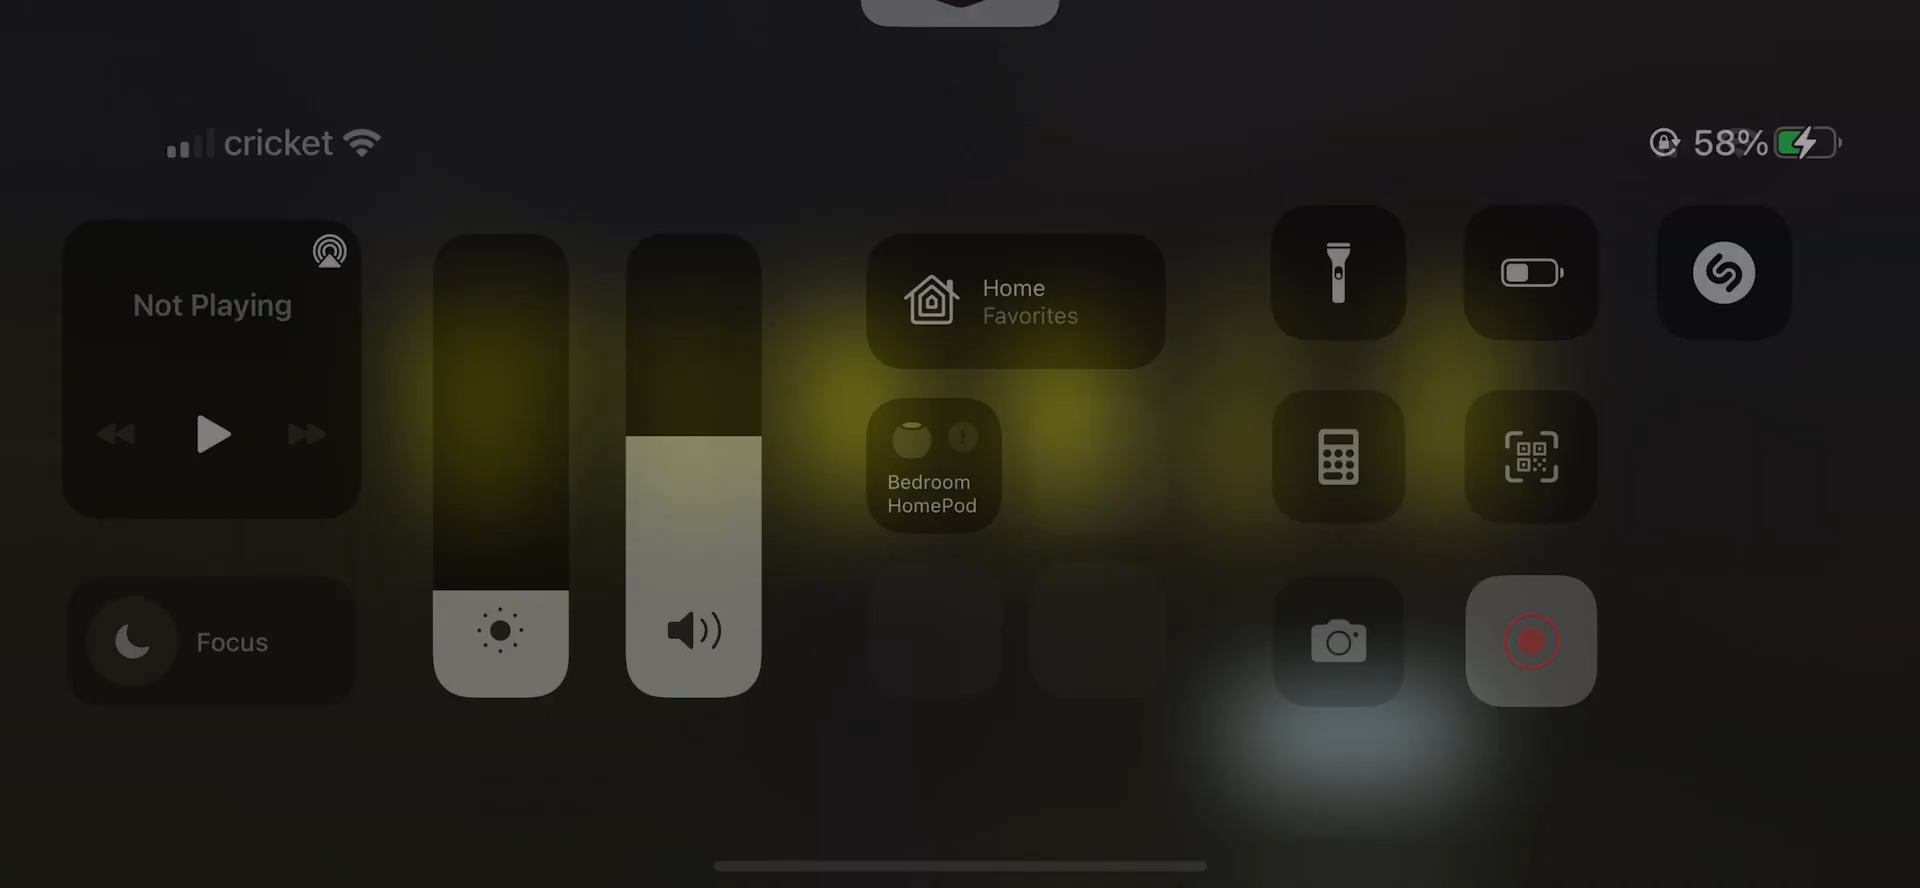 cricket
58%
Not Playing
Home
Favorites
Bedroom
HomePod
Focus